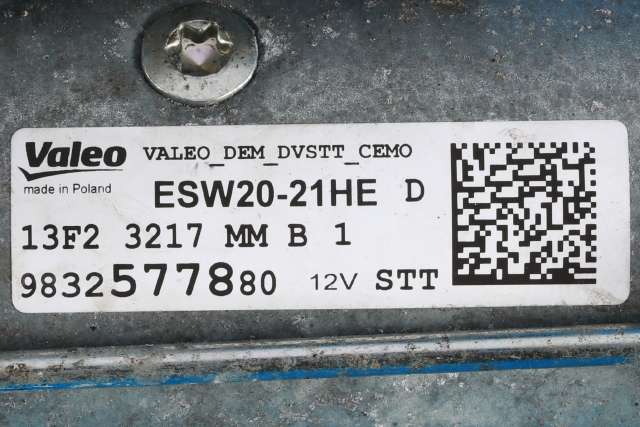 Valeo VALEO_DEM_DVSTT_CEMO
made in Poland ESW20-21HE D
13F2 3217 MM B 1
9832577880 12V STT